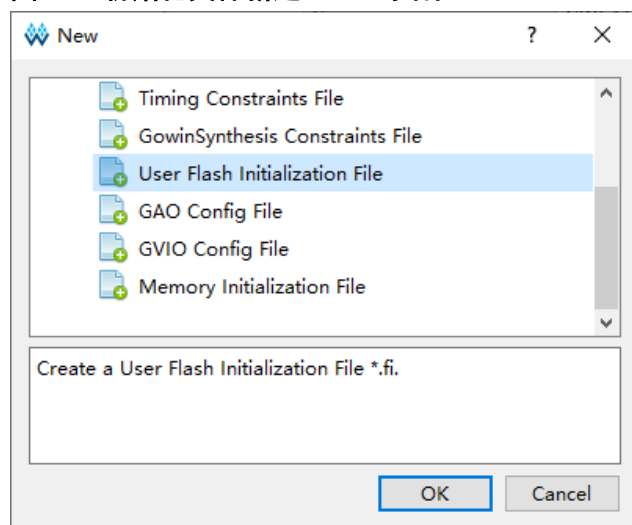 New
?
Timing Constraints File
GowinSynthesis Constraints File
User Flash Initialization File
GAO Config File
GVIO Config File
Memory Initialization File
Create a User Flash Initialization File *.fi.
OK
Cancel